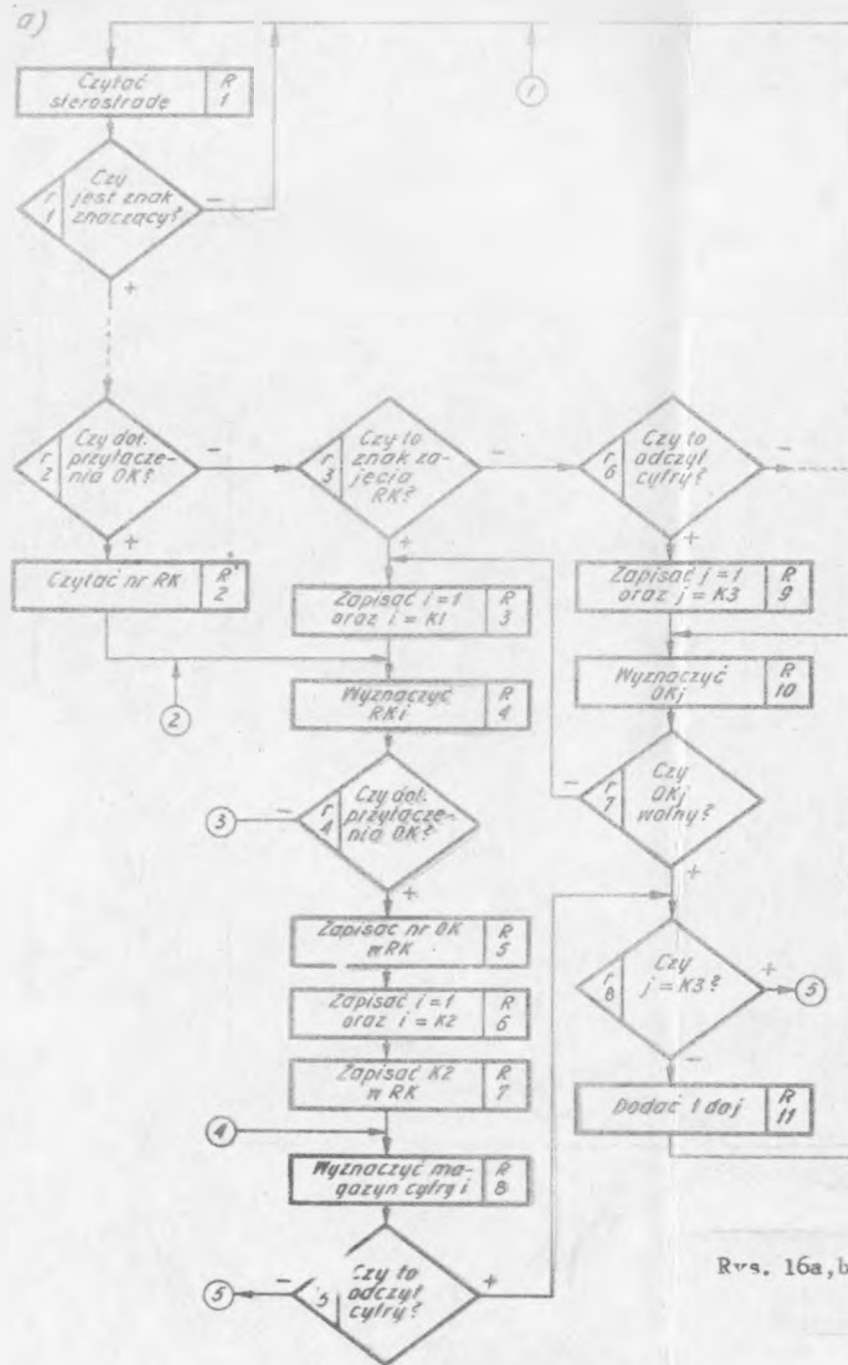 a)
Czytać
sterostradę
R
1
1
Czy
jest znak
znaczący?
r
1
-
+
Czy dot.
przyłącze-
nia OK?
r
2
-
+
Czy to
znak za-
jęcia
RK?
r
3
-
+
Czy to
odczyt
cyfry?
r
6
-
+
Czytać nr RK
R
2
Zapisać i=1
oraz i = K1
R
3
Zapisać j=1
oraz j = K3
R
9
2
Wyznaczyć
RKi
R
4
Wyznaczyć
OKj
R
10
3
-
Czy dot.
przyłącze-
nia OK?
r
4
+
-
Czy
OKj
wolny?
r
7
+
Zapisać nr OK
w RK
R
5
Czy
j = K3?
r
8
+
5
-
Zapisać i=1
oraz i = K2
R
6
Zapisać K2
w RK
R
7
Dodać 1 do j
R
11
4
Wyznaczyć ma-
gazyn cyfry i
R
8
5
-
Czy to
odczyt
cyfry?
5
+
Rys. 16a,b